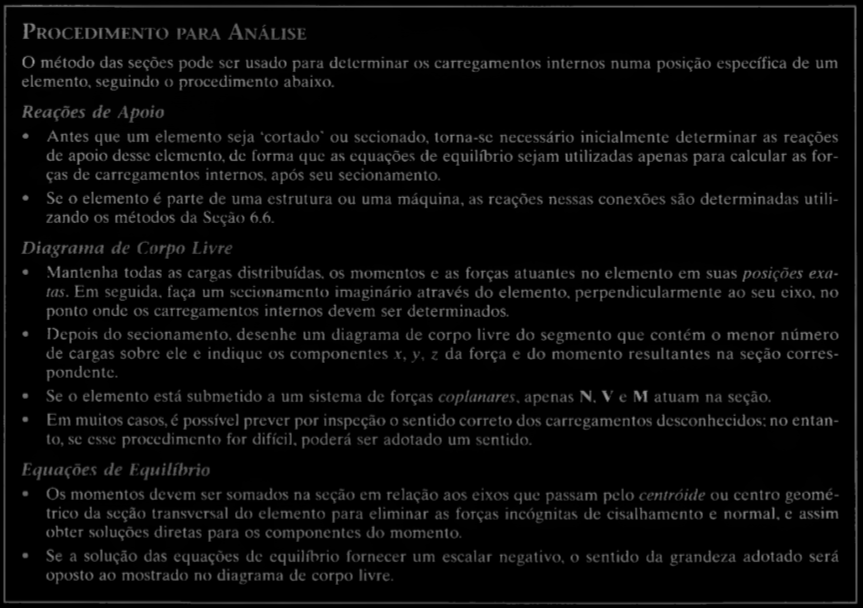 PROCEDIMENTO PARA ANÁLISE
O método das seções pode ser usado para determinar os carregamentos internos numa posição específica de um
elemento, seguindo o procedimento abaixo.
Reações de Apoio
• Antes que um elemento seja 'cortado' ou secionado, torna-se necessário inicialmente determinar as reações
de apoio desse elemento, de forma que as equações de equilíbrio sejam utilizadas apenas para calcular as for-
ças de carregamentos internos, após seu secionamento.
• Se o elemento é parte de uma estrutura ou uma máquina, as reações nessas conexões são determinadas utili-
zando os métodos da Seção 6.6.
Diagrama de Corpo Livre
• Mantenha todas as cargas distribuídas, os momentos e as forças atuantes no elemento em suas posições exa-
tas. Em seguida, faça um secionamento imaginário através do elemento, perpendicularmente ao seu eixo, no
ponto onde os carregamentos internos devem ser determinados.
• Depois do secionamento, desenhe um diagrama de corpo livre do segmento que contém o menor número
de cargas sobre ele e indique os componentes x, y, z da força e do momento resultantes na seção corres-
pondente.
• Se o elemento está submetido a um sistema de forças coplanares, apenas N, V e M atuam na seção.
• Em muitos casos, é possível prever por inspeção o sentido correto dos carregamentos desconhecidos; no entan-
to, se esse procedimento for difícil, poderá ser adotado um sentido.
Equações de Equilíbrio
• Os momentos devem ser somados na seção em relação aos eixos que passam pelo centróide ou centro geomé-
trico da seção transversal do elemento para eliminar as forças incógnitas de cisalhamento e normal, e assim
obter soluções diretas para os componentes do momento.
• Se a solução das equações de equilíbrio fornecer um escalar negativo, o sentido da grandeza adotado será
oposto ao mostrado no diagrama de corpo livre.